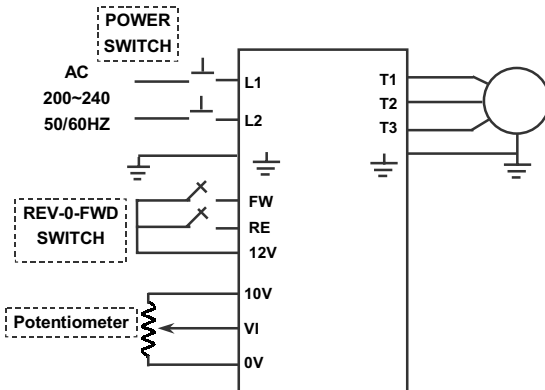 POWER
SWITCH
AC
200~240
50/60HZ
L1
L2
T1
T2
T3
REV-0-FWD
SWITCH
FW
RE
12V
Potentiometer
10V
VI
0V